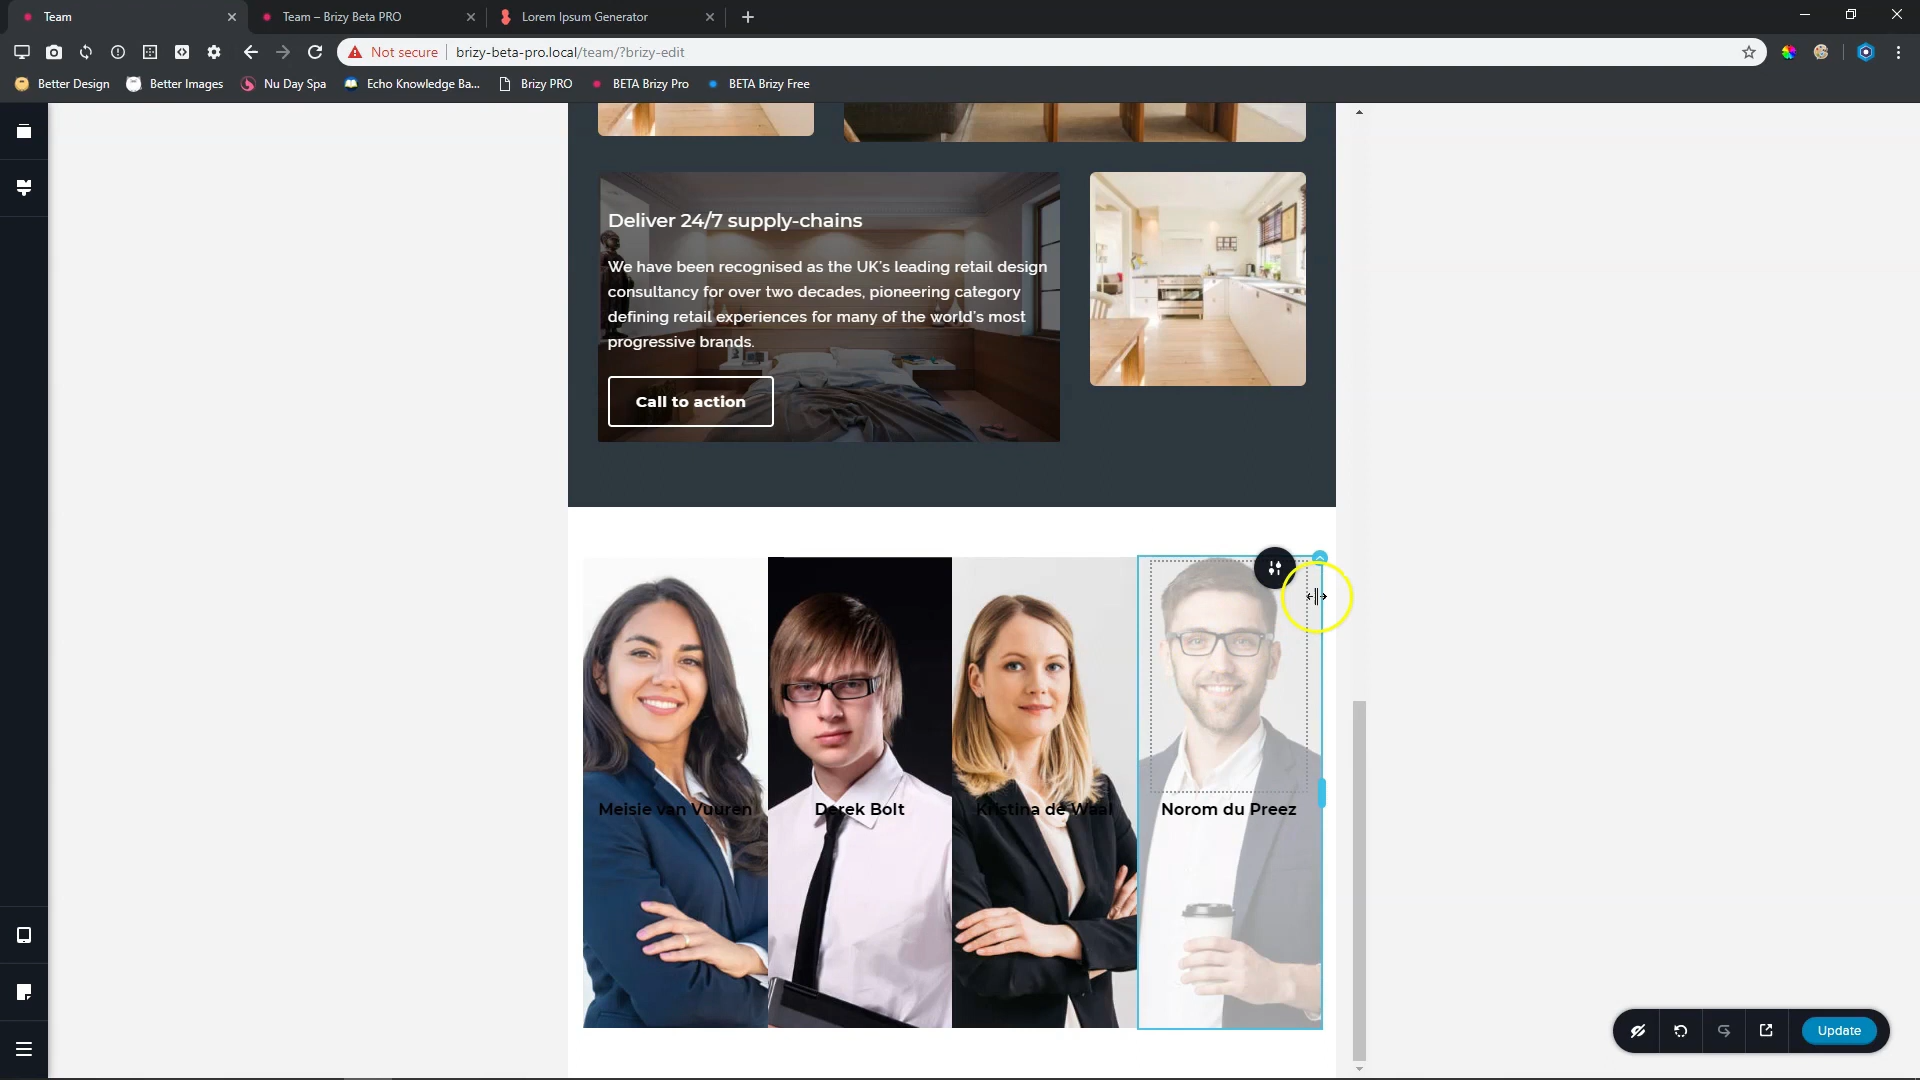 Team
Team – Brizy Beta PRO
Lorem Ipsum Generator
Not secure
brizy-beta-pro.local/team/?brizy-edit
Better Design
Better Images
Nu Day Spa
Echo Knowledge Ba...
Brizy PRO
BETA Brizy Pro
BETA Brizy Free
Deliver 24/7 supply-chains
We have been recognised as the UK's leading retail design
consultancy for over two decades, pioneering category
defining retail experiences for many of the world's most
progressive brands.
Call to action
Meisie van Vuuren
Derek Bolt
Kristina de Waal
Norom du Preez
Update